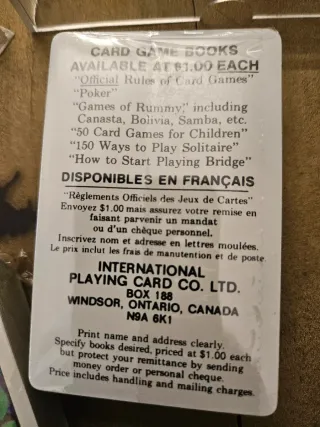 CARD GAME BOOKS
AVAILABLE AT $1.00 EACH
"Official Rules of Card Games"
"Poker"
"Games of Rummy," including
Canasta, Bolivia, Samba, etc.
"50 Card Games for Children"
"150 Ways to Play Solitaire"
"How to Start Playing Bridge"
DISPONIBLES EN FRANÇAIS
"Règlements Officiels des Jeux de Cartes"
Envoyez $1.00 mais assurez votre remise en
faisant parvenir un mandat
ou d'un chèque personnel.
Inscrivez nom et adresse en lettres moulées.
Le prix inclut les frais de manutention et de poste.
INTERNATIONAL
PLAYING CARD CO. LTD.
BOX 188
WINDSOR, ONTARIO, CANADA
N9A 6K1
Print name and address clearly.
Specify books desired, priced at $1.00 each
but protect your remittance by sending
money order or personal cheque.
Price includes handling and mailing charges.